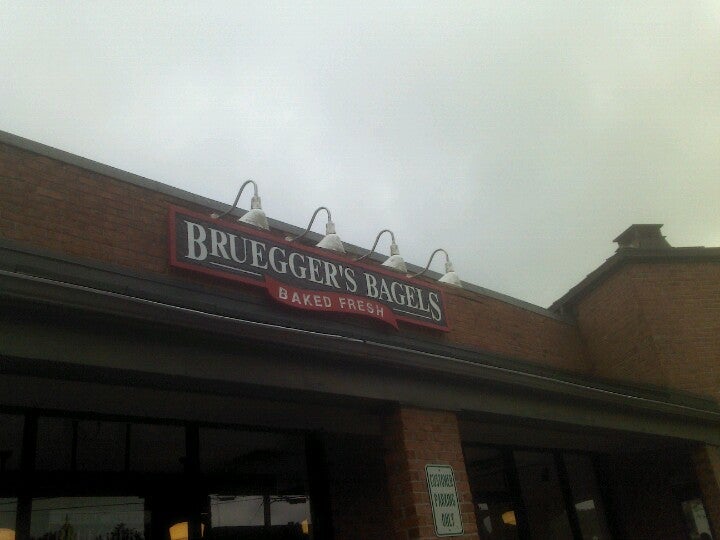 BRUEGGER'S BAGELS
BAKED FRESH
CUSTOMER
PARKING
ONLY